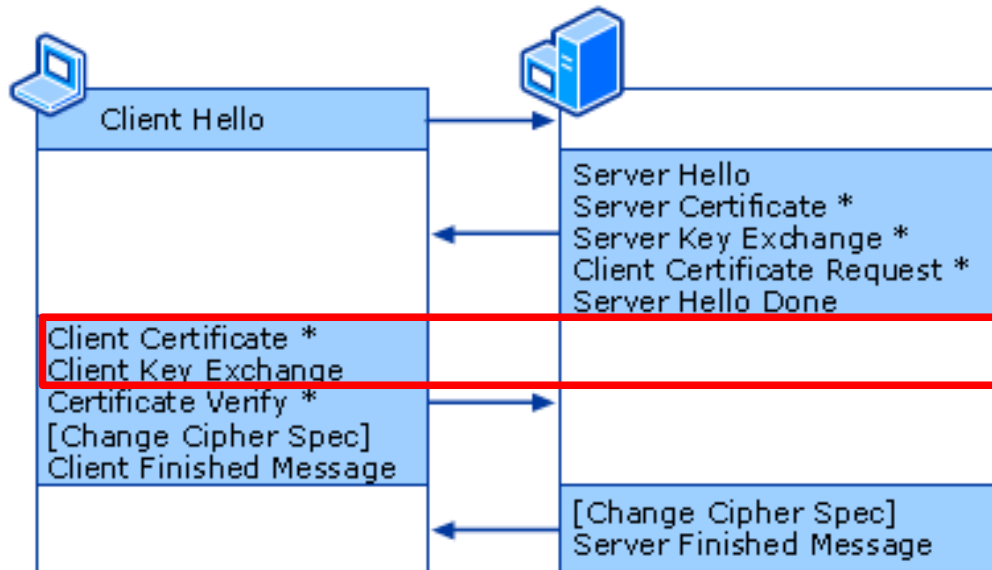 Client Hello
Server Hello
Server Certificate *
Server Key Exchange *
Client Certificate Request *
Server Hello Done
Client Certificate *
Client Key Exchange
Certificate Verify *
[Change Cipher Spec]
Client Finished Message
[Change Cipher Spec]
Server Finished Message